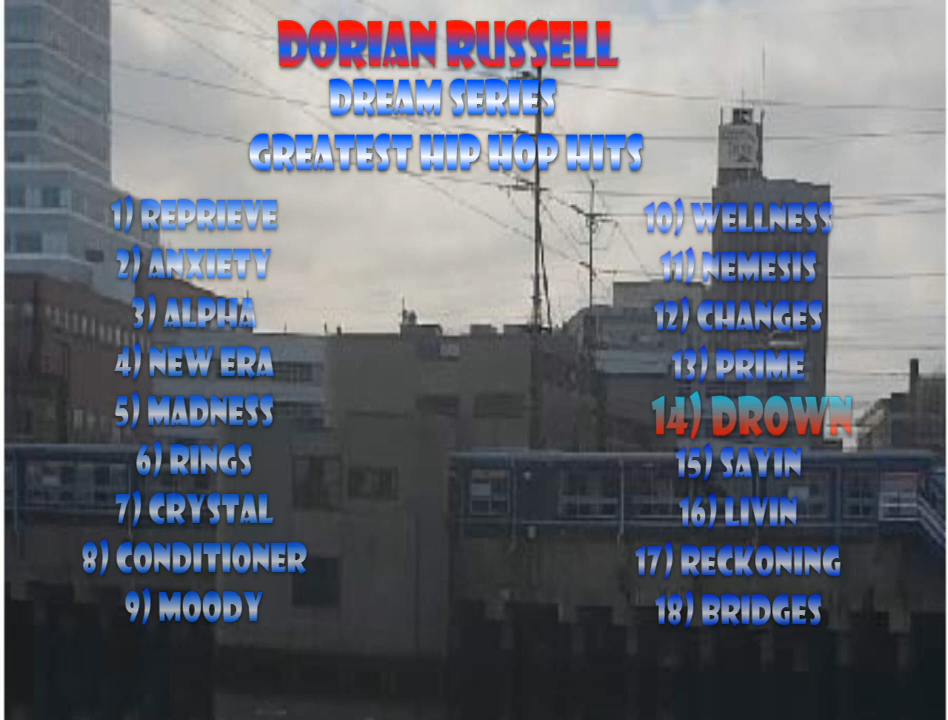 DORIAN RUSSELL
DREAM SERIES
GREATEST HIP HOP HITS
1) REPRIEVE
2) ANXIETY
3) ALPHA
4) NEW ERA
5) MADNESS
6) RINGS
7) CRYSTAL
8) CONDITIONER
9) MOODY
10) WELLNESS
11) NEMESIS
12) CHANGES
13) PRIME
14) DROWN
15) SAYIN
16) LIVIN
17) RECKONING
18) BRIDGES